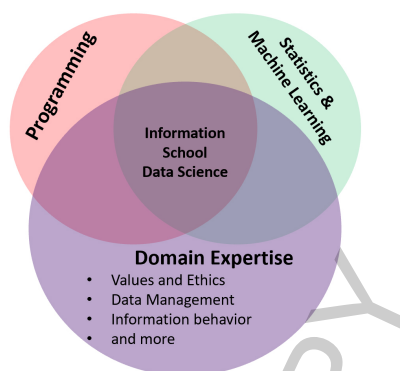 Programming
Statistics &
Machine Learning
Information
School
Data Science
Domain Expertise
• Values and Ethics
• Data Management
• Information behavior
• and more